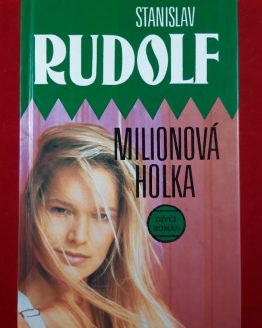 STANISLAV
RUDOLF
MILIONOVÁ
HOLKA
DÍVČÍ
ROMÁN